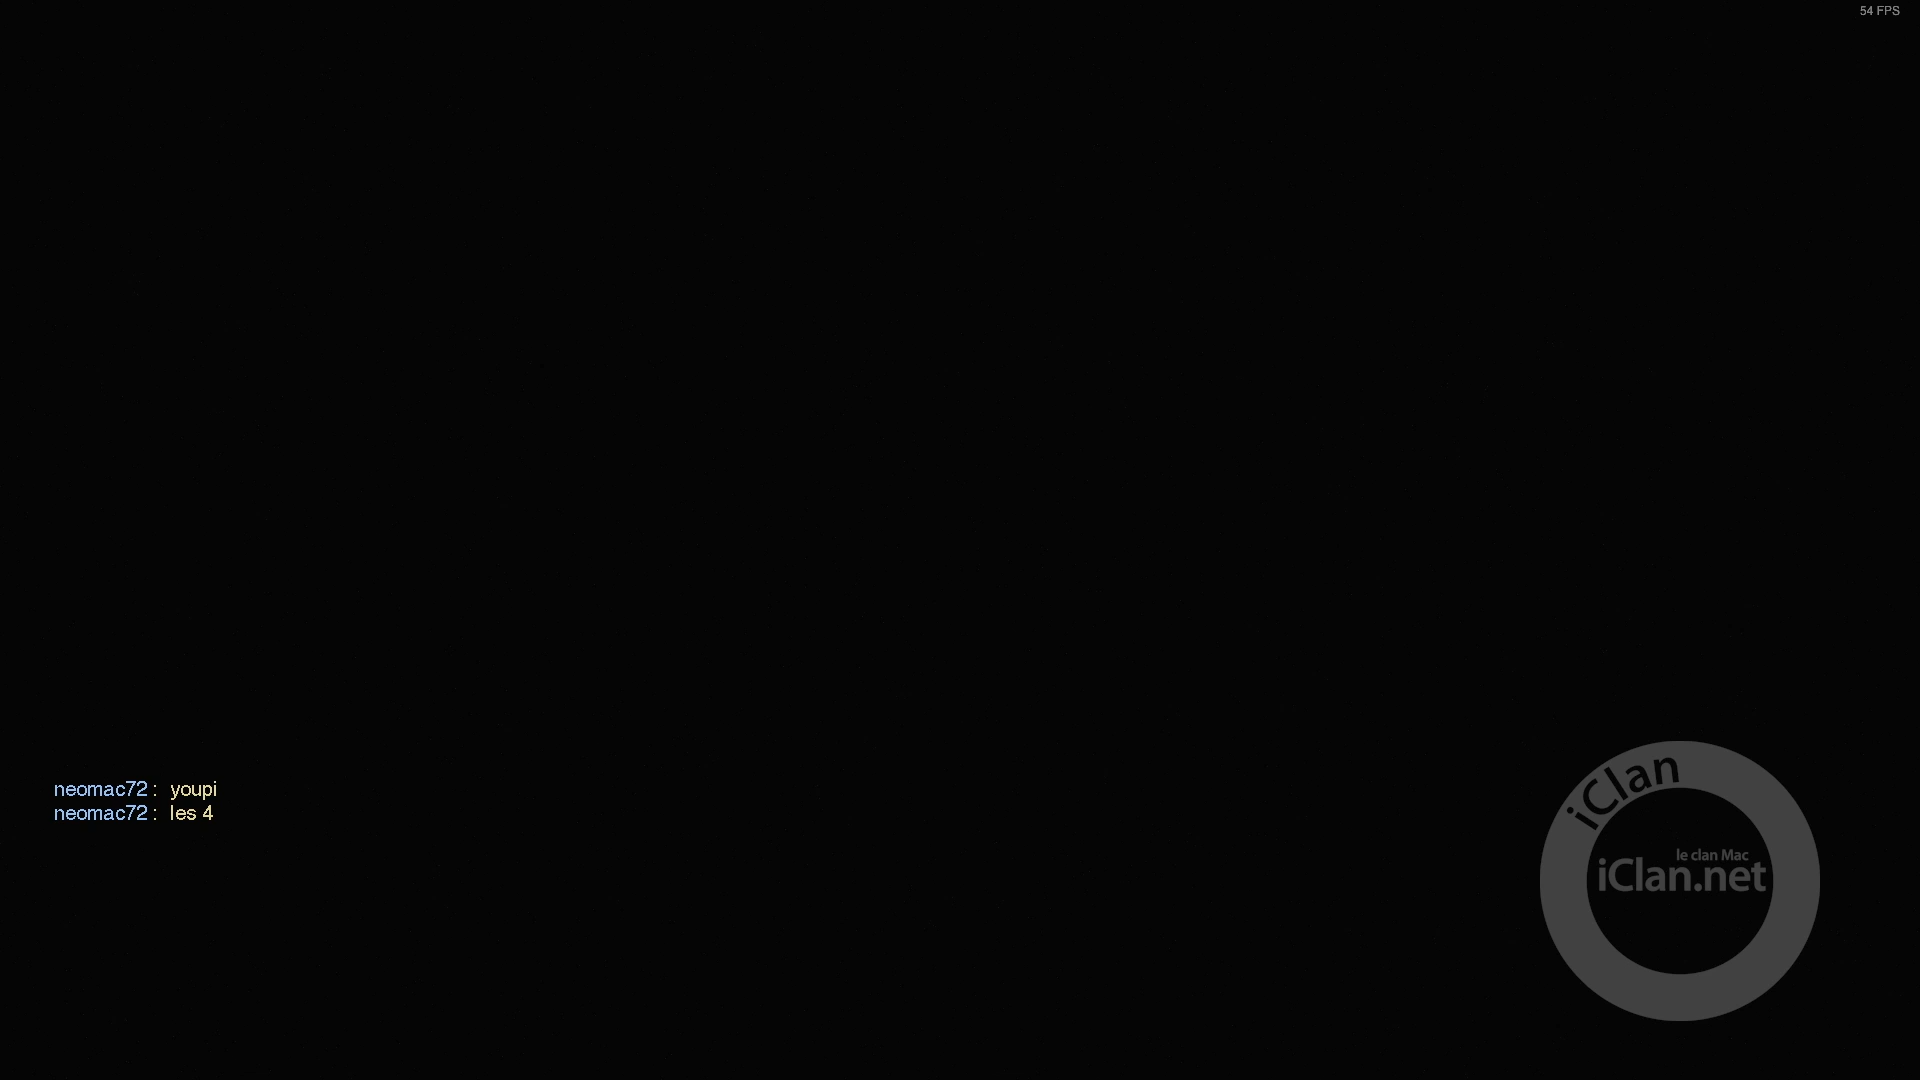 54 FPS
neomac72 : youpi
neomac72 : les 4
iClan
le clan Mac
iClan.net